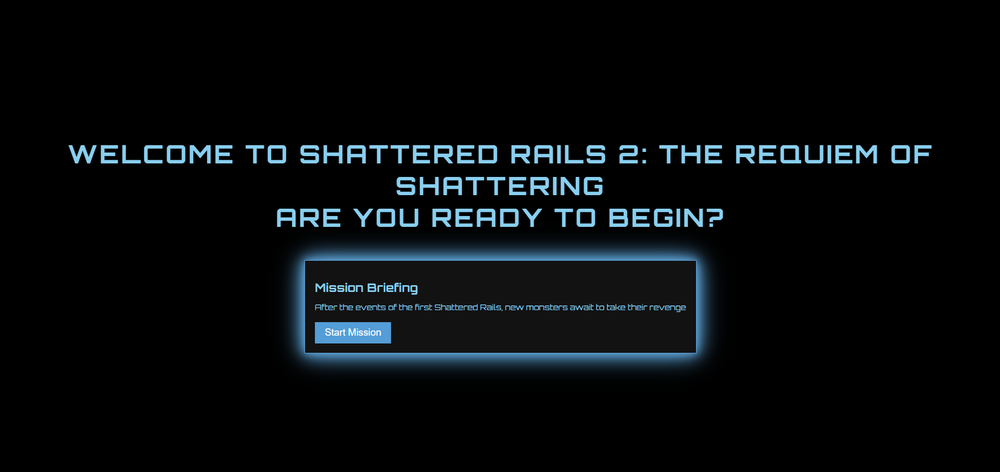 WELCOME TO SHATTERED RAILS 2: THE REQUIEM OF
SHATTERING
ARE YOU READY TO BEGIN?
Mission Briefing
After the events of the first Shattered Rails, new monsters await to take their revenge
Start Mission